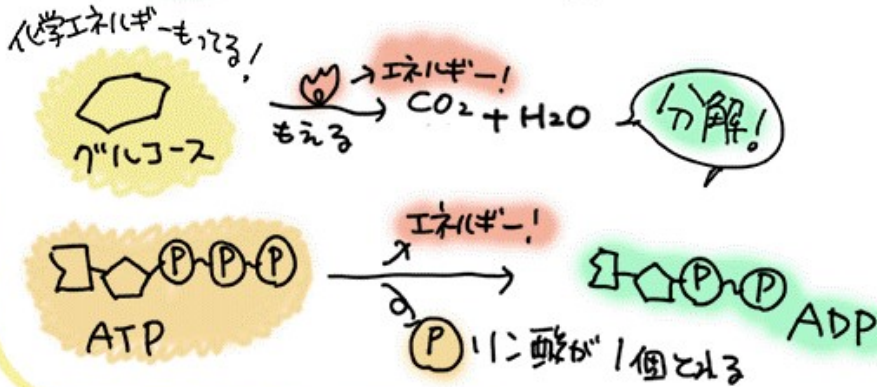 化学エネルギーもってる!
エネルギー!
グルコース
もえる
CO2 + H2O
分解!
エネルギー!
P P P
ATP
P リン酸が1個とれる
P P
ADP